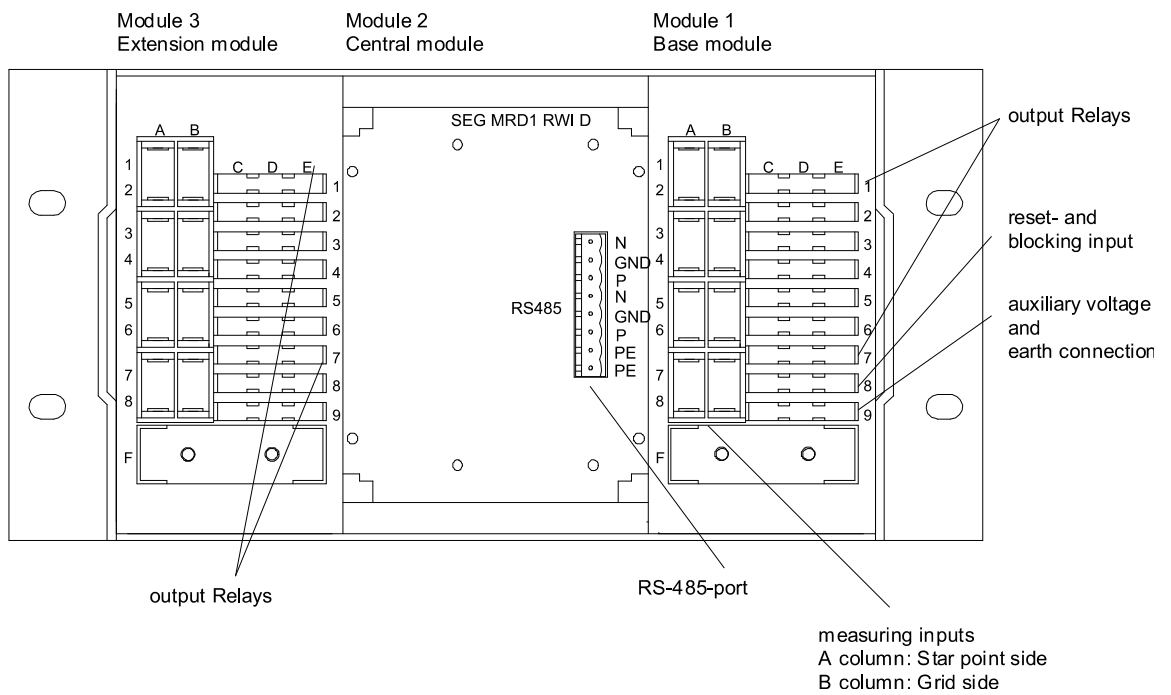 Module 3
Extension module
Module 2
Central module
Module 1
Base module
SEG MRD1 RWI D
A B
C D E
1
2
3
4
5
6
7
8
F
1
2
3
4
5
6
7
8
9
RS485
N
GND
P
N
GND
P
PE
PE
A B
C D E
1
2
3
4
5
6
7
8
F
1
2
3
4
5
6
7
8
9
output Relays
reset- and
blocking input
auxiliary voltage
and
earth connection
output Relays
RS-485-port
measuring inputs
A column: Star point side
B column: Grid side